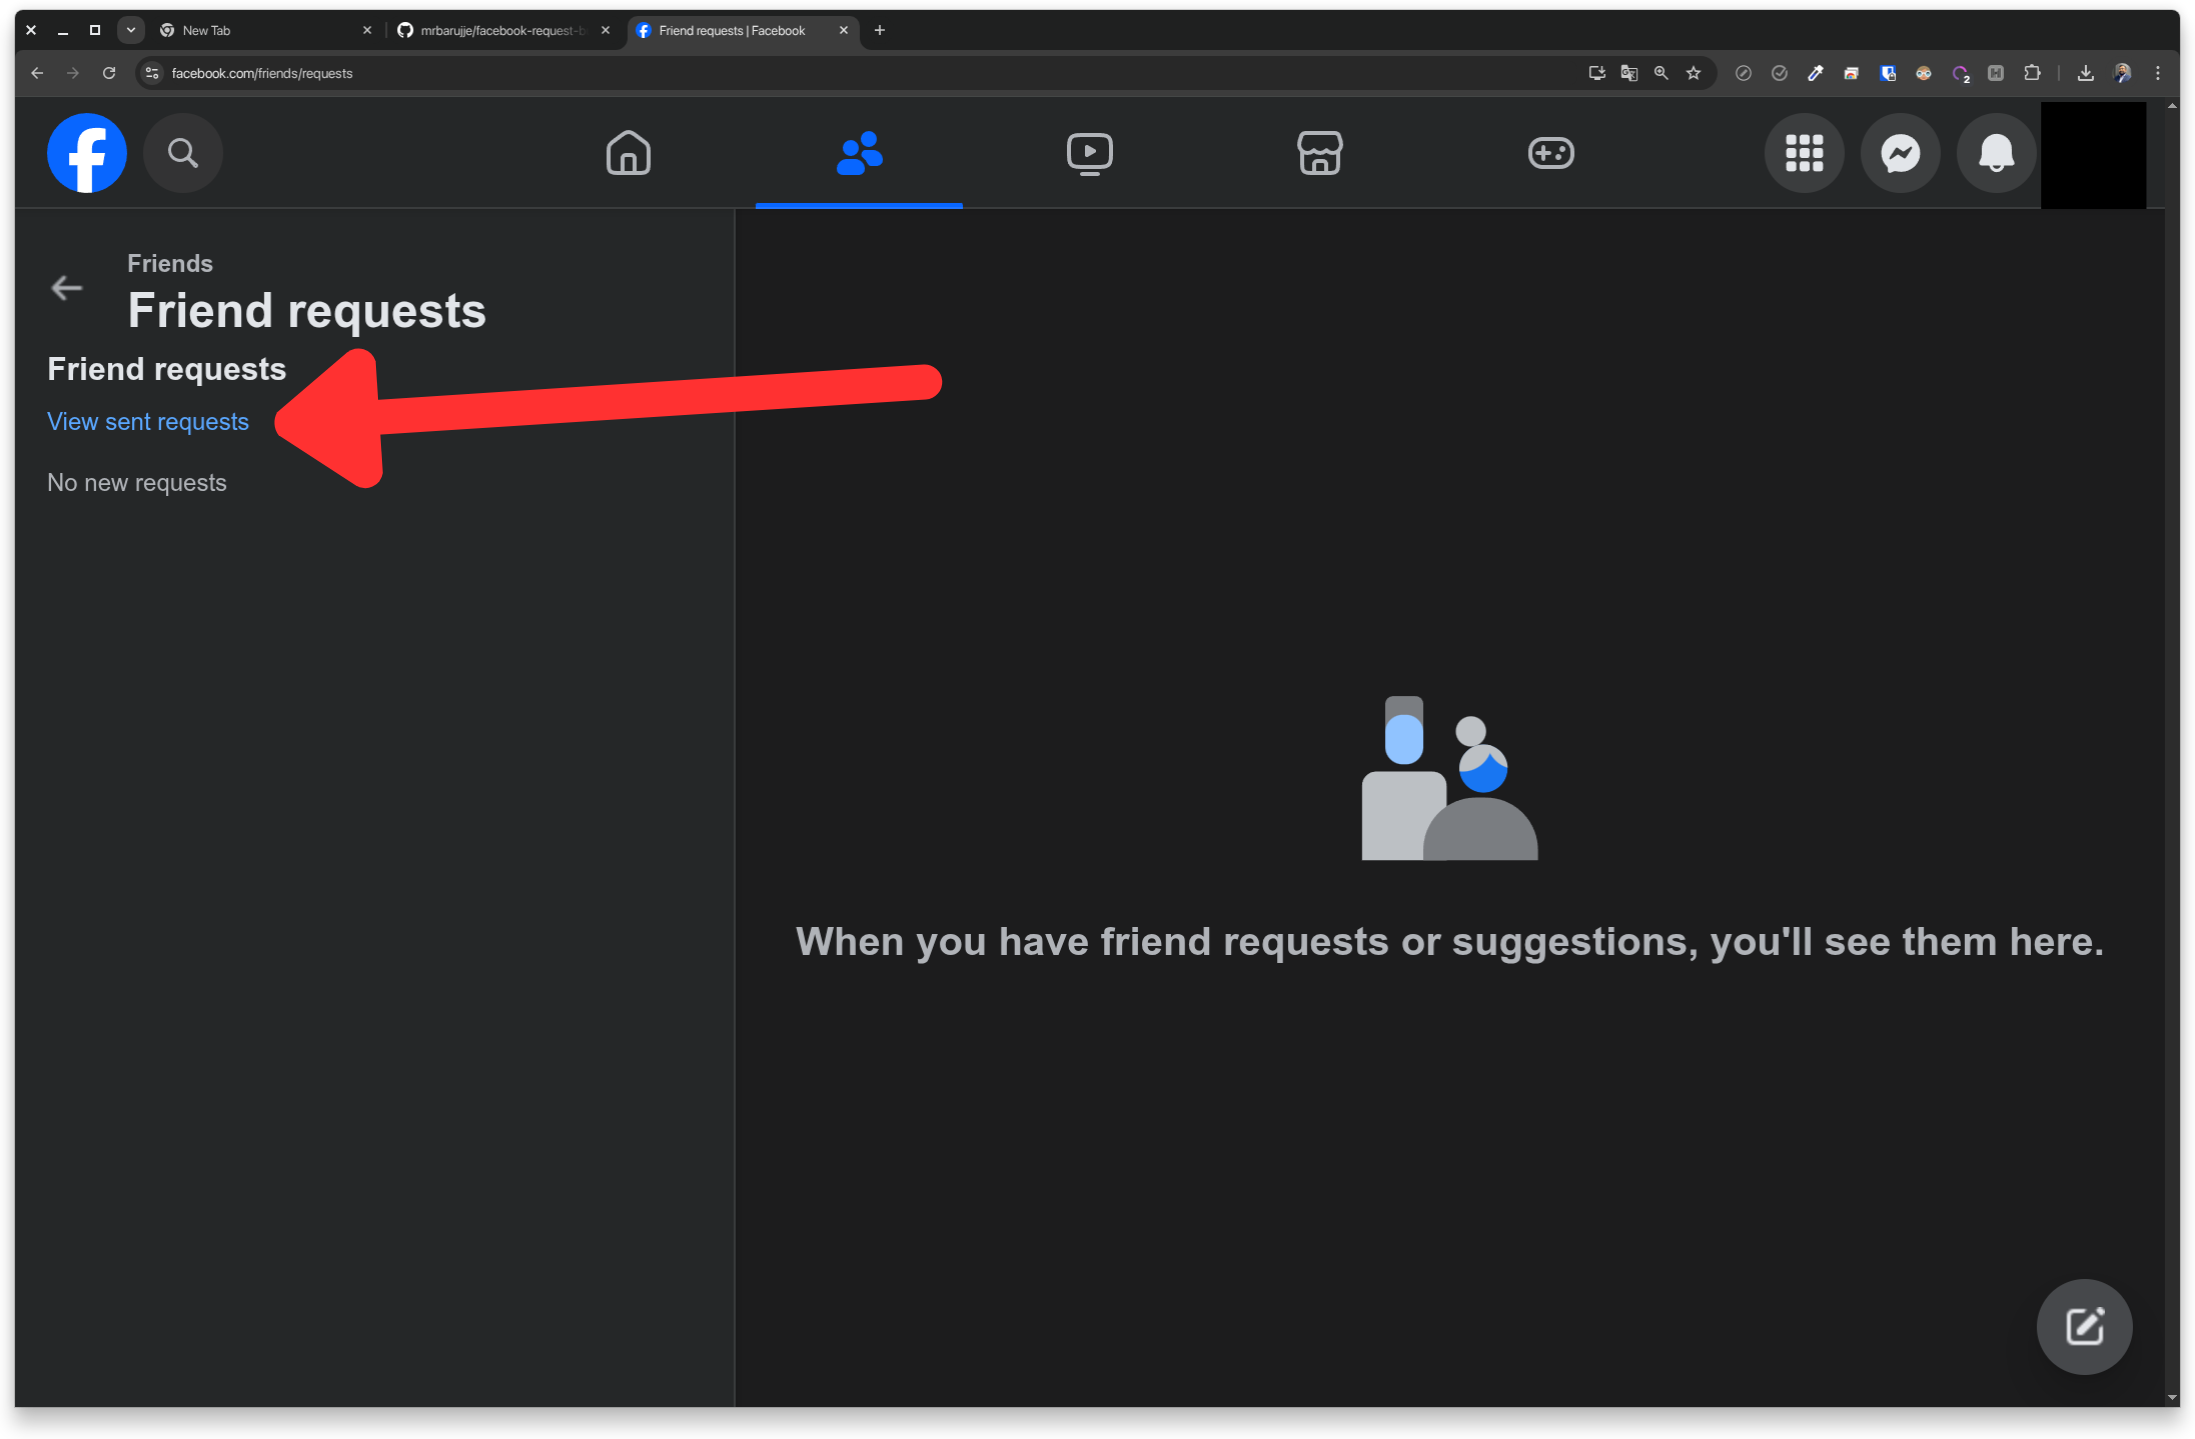 New Tab
mrbarujje/facebook-request-b
Friend requests | Facebook
facebook.com/friends/requests
2
Friends
Friend requests
Friend requests
View sent requests
No new requests
When you have friend requests or suggestions, you'll see them here.